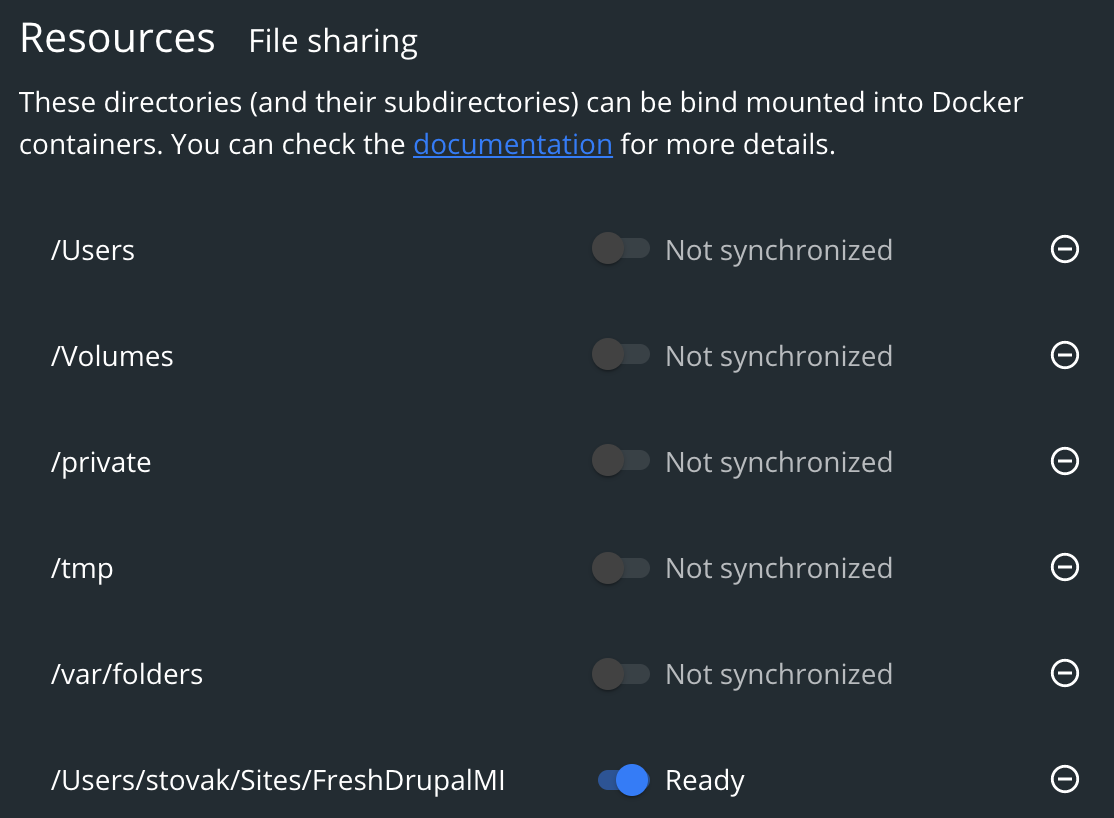 Resources File sharing
These directories (and their subdirectories) can be bind mounted into Docker
containers. You can check the documentation for more details.
/Users Not synchronized
/Volumes Not synchronized
/private Not synchronized
/tmp Not synchronized
/var/folders Not synchronized
/Users/stovak/Sites/FreshDrupalMI Ready